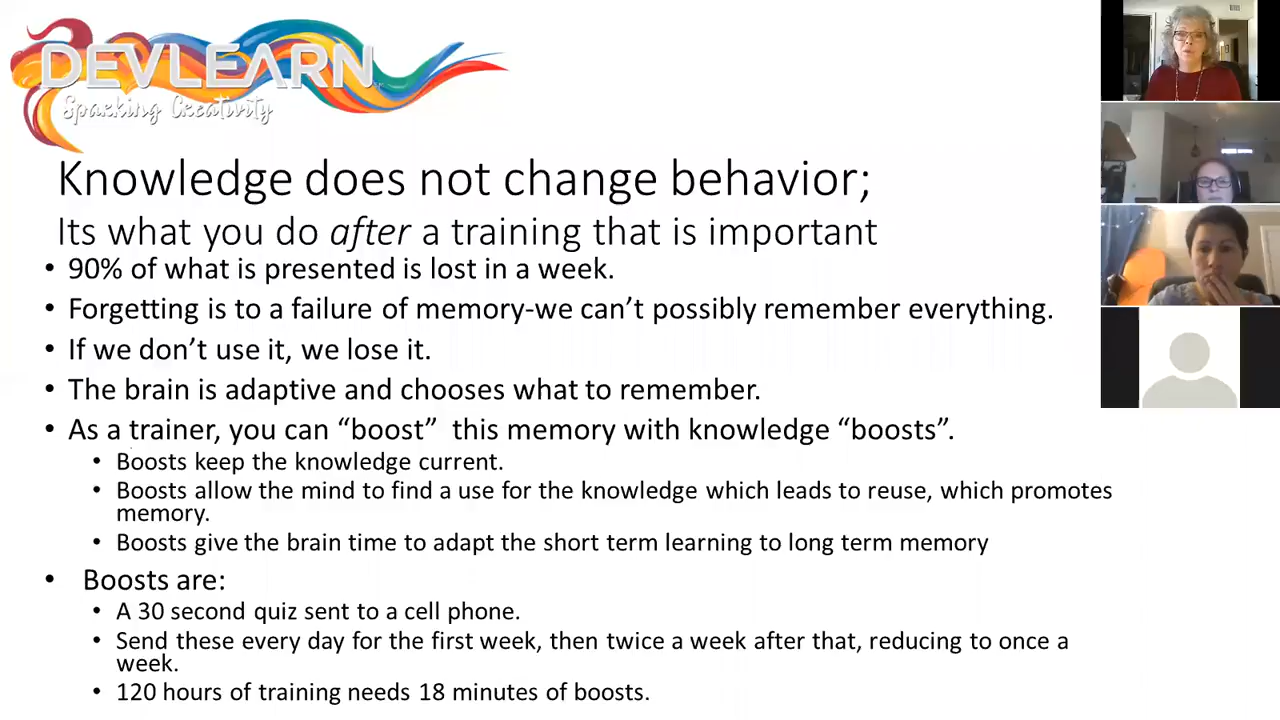 DEVLEARN
Sparking Creativity
Knowledge does not change behavior;
Its what you do after a training that is important
• 90% of what is presented is lost in a week.
• Forgetting is to a failure of memory-we can’t possibly remember everything.
• If we don’t use it, we lose it.
• The brain is adaptive and chooses what to remember.
• As a trainer, you can “boost” this memory with knowledge “boosts”.
• Boosts keep the knowledge current.
• Boosts allow the mind to find a use for the knowledge which leads to reuse, which promotes
memory.
• Boosts give the brain time to adapt the short term learning to long term memory
• Boosts are:
• A 30 second quiz sent to a cell phone.
• Send these every day for the first week, then twice a week after that, reducing to once a
week.
• 120 hours of training needs 18 minutes of boosts.